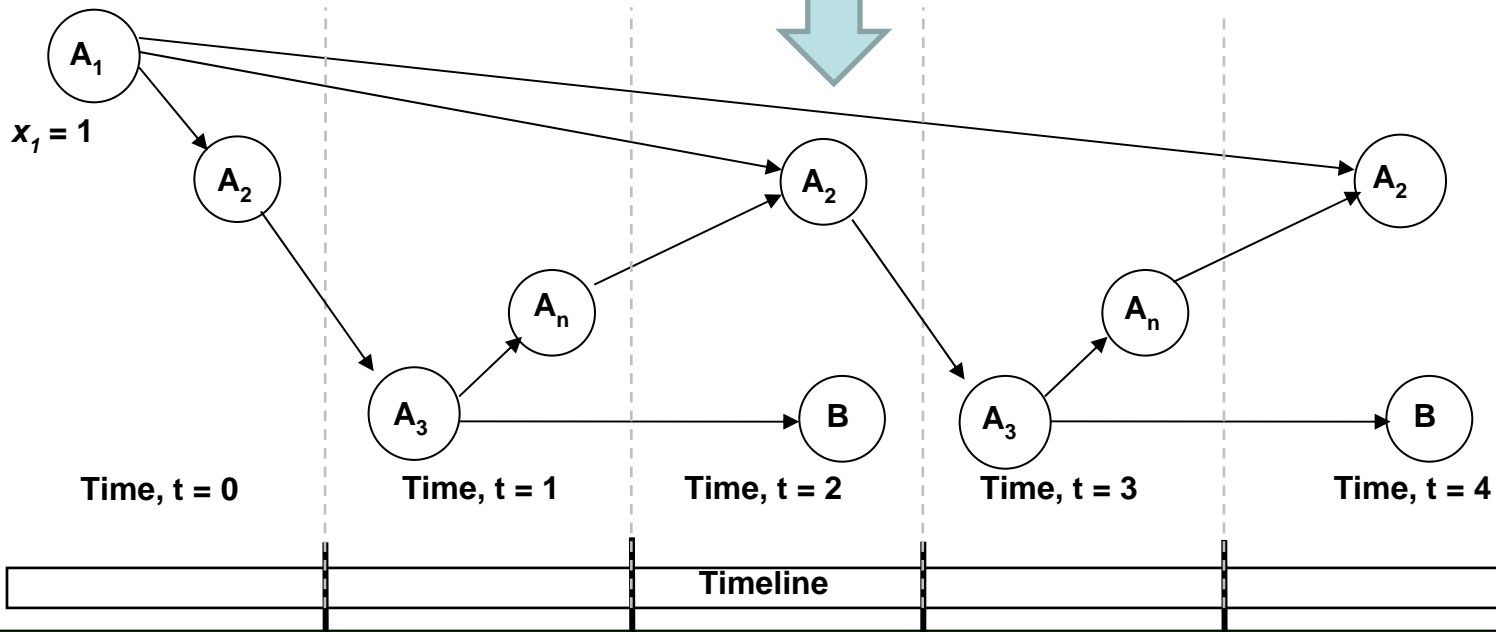 A₁
x₁ = 1
A₂
A₂
A₂
Aₙ
Aₙ
A₃
B
A₃
B
Time, t = 0
Time, t = 1
Time, t = 2
Time, t = 3
Time, t = 4
Timeline